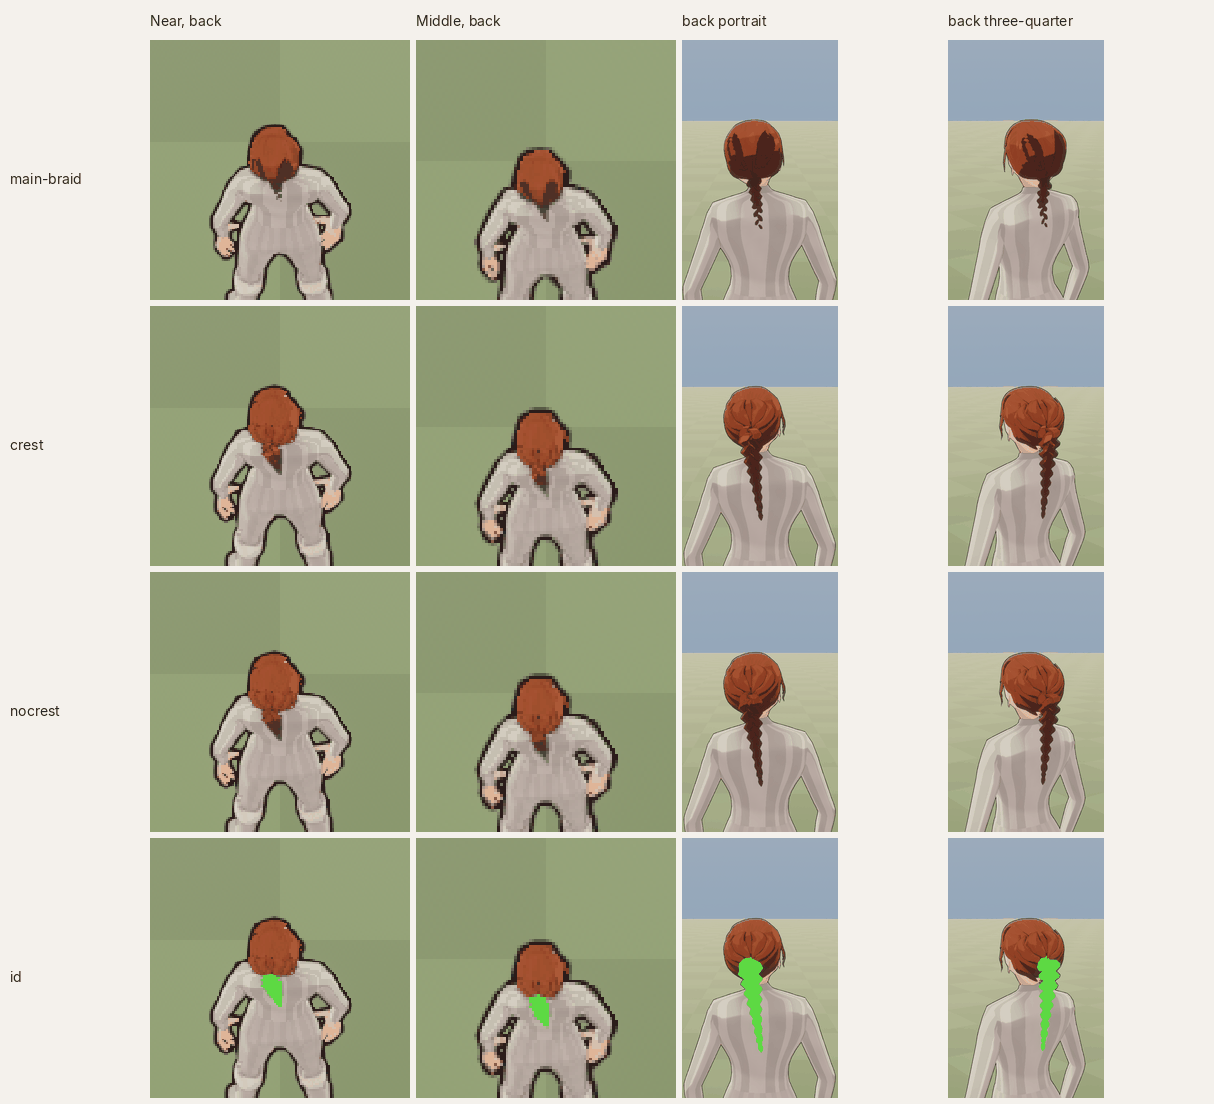 Near, back
Middle, back
back portrait
back three-quarter
main-braid
crest
nocrest
id